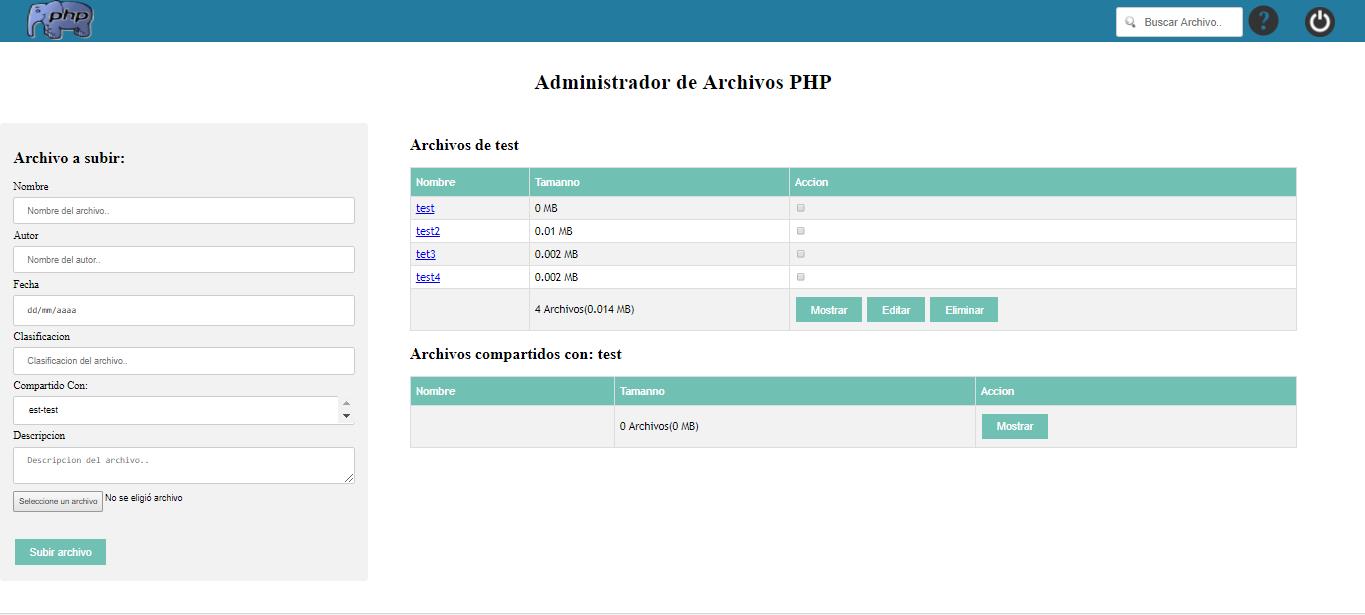 php
Buscar Archivo..
?
Administrador de Archivos PHP
Archivo a subir:
Nombre
Nombre del archivo..
Autor
Nombre del autor..
Fecha
dd/mm/aaaa
Clasificacion
Clasificacion del archivo..
Compartido Con:
est-test
Descripcion
Descripcion del archivo..
Seleccione un archivo No se eligió archivo
Subir archivo
Archivos de test
Nombre Tamanno Accion
test 0 MB
test2 0.01 MB
tet3 0.002 MB
test4 0.002 MB
4 Archivos(0.014 MB) Mostrar Editar Eliminar
Archivos compartidos con: test
Nombre Tamanno Accion
0 Archivos(0 MB) Mostrar